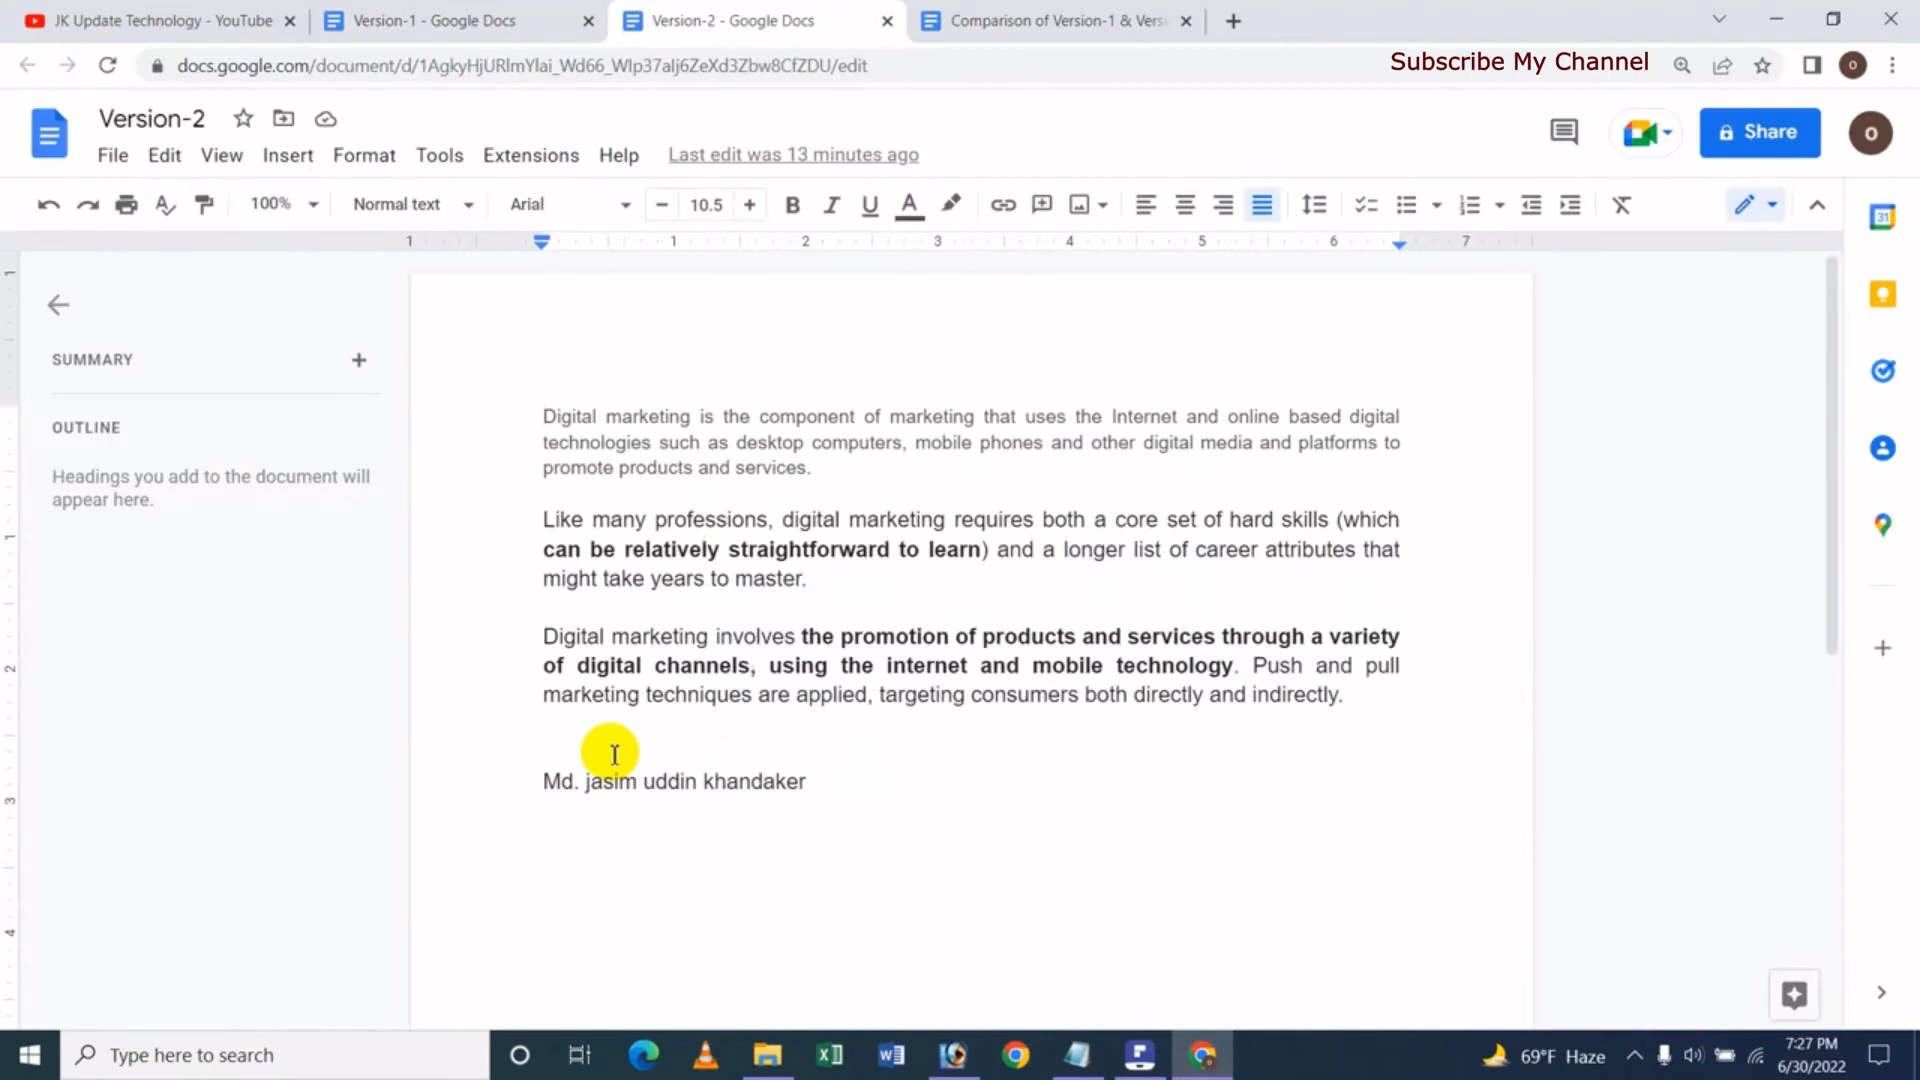 JK Update Technology - YouTube
Version-1 - Google Docs
Version-2 - Google Docs
Comparison of Version-1 & Versi
docs.google.com/document/d/1AgkyHjURlmYlai_Wd66_WIp37alj6ZeXd3Zbw8CfZDU/edit
Subscribe My Channel
Version-2
Share
File Edit View Insert Format Tools Extensions Help Last edit was 13 minutes ago
100% Normal text Arial 10.5
1 1 2 3 4 5 6 7
SUMMARY
OUTLINE
Headings you add to the document will
appear here.
Digital marketing is the component of marketing that uses the Internet and online based digital
technologies such as desktop computers, mobile phones and other digital media and platforms to
promote products and services.
Like many professions, digital marketing requires both a core set of hard skills (which
can be relatively straightforward to learn) and a longer list of career attributes that
might take years to master.
Digital marketing involves the promotion of products and services through a variety
of digital channels, using the internet and mobile technology. Push and pull
marketing techniques are applied, targeting consumers both directly and indirectly.
Md. jasim uddin khandaker
Type here to search
69°F Haze
7:27 PM
6/30/2022